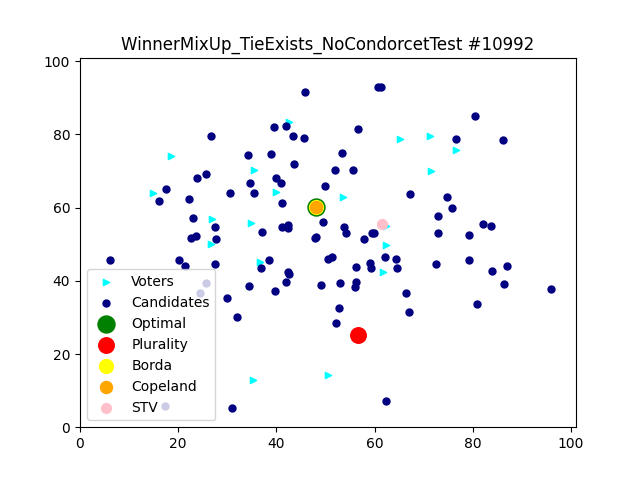 WinnerMixUp_TieExists_NoCondorcetTest #10992
100
80
60
40
20
0
0 20 40 60 80 100
Voters
Candidates
Optimal
Plurality
Borda
Copeland
STV